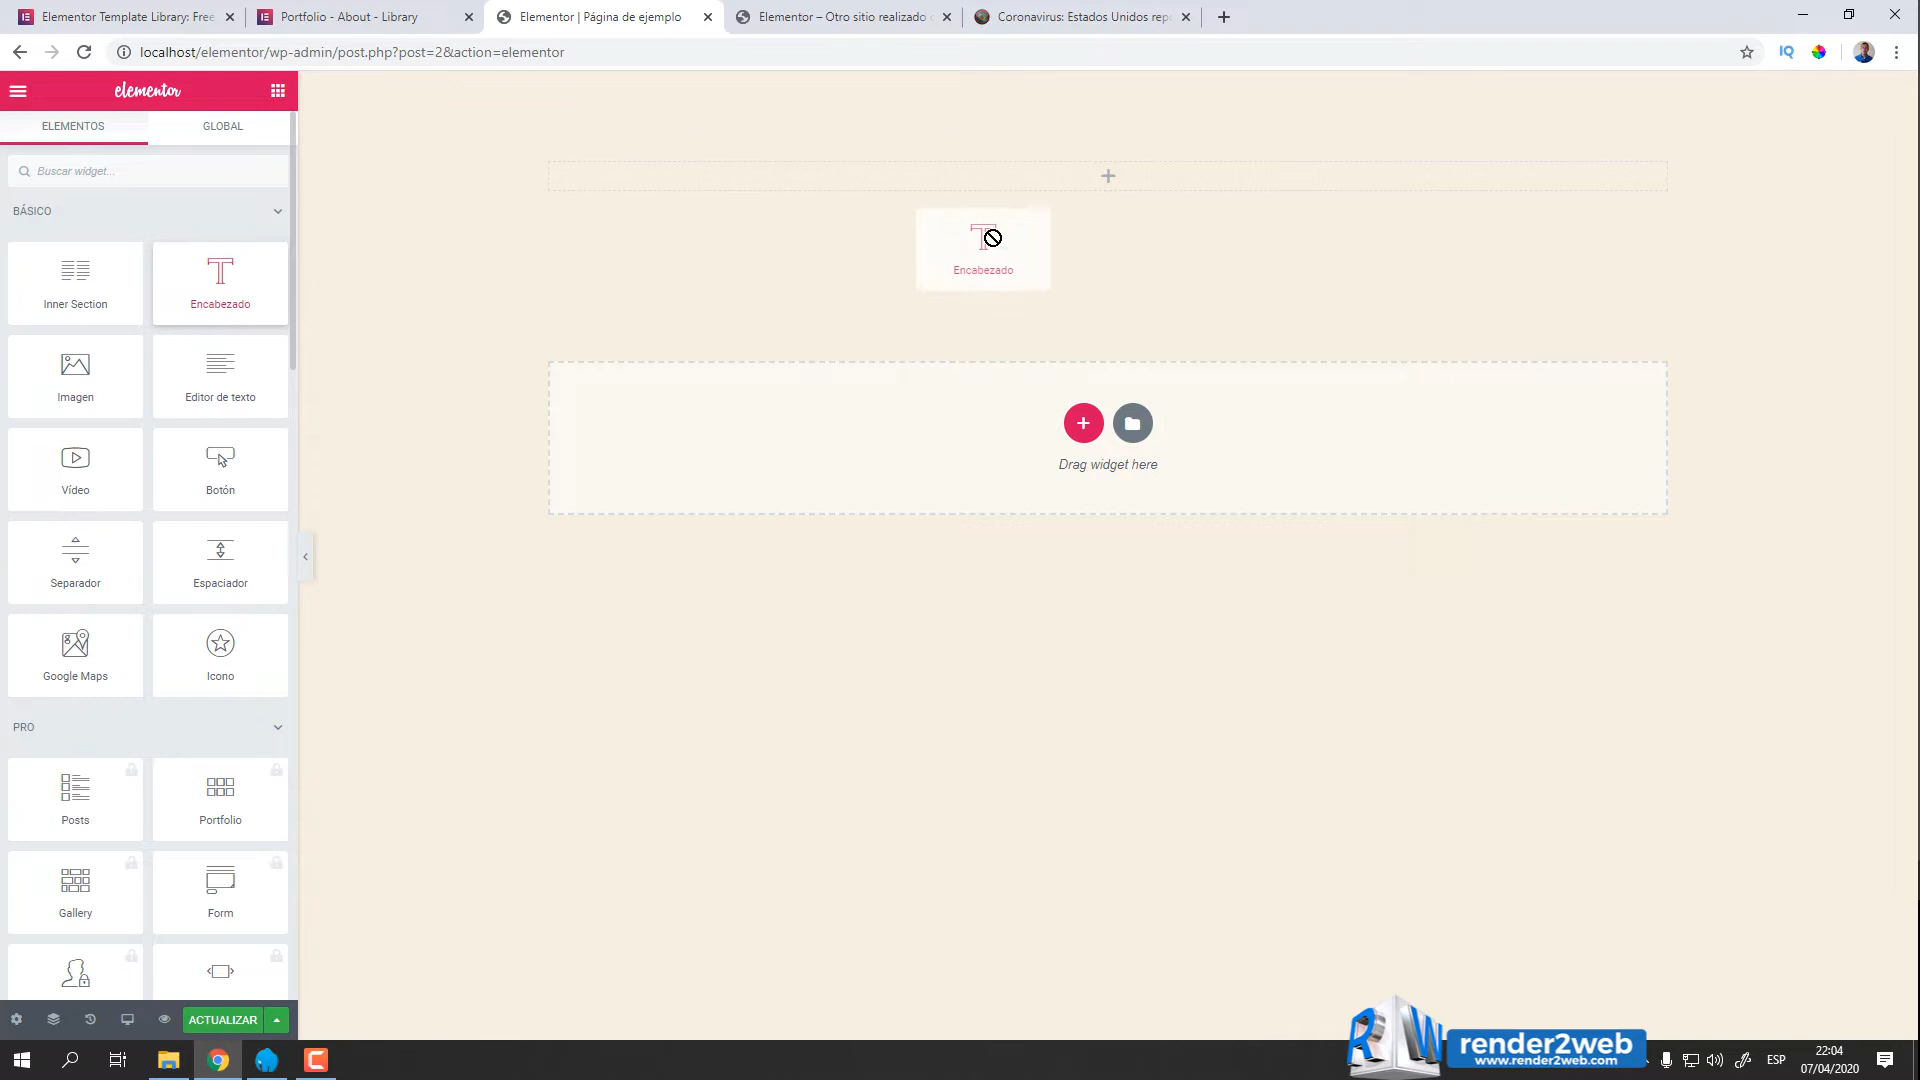 Elementor Template Library: Free
Portfolio - About - Library
Elementor | Página de ejemplo
Elementor – Otro sitio realizado
Coronavirus: Estados Unidos rep
localhost/elementor/wp-admin/post.php?post=2&action=elementor
IQ
elementor
ELEMENTOS
GLOBAL
Buscar widget...
BÁSICO
Inner Section
Encabezado
Imagen
Editor de texto
Vídeo
Botón
Separador
Espaciador
Google Maps
Icono
PRO
Posts
Portfolio
Gallery
Form
ACTUALIZAR
Encabezado
Drag widget here
R2W
render2web
www.render2web.com
ESP
22:04
07/04/2020